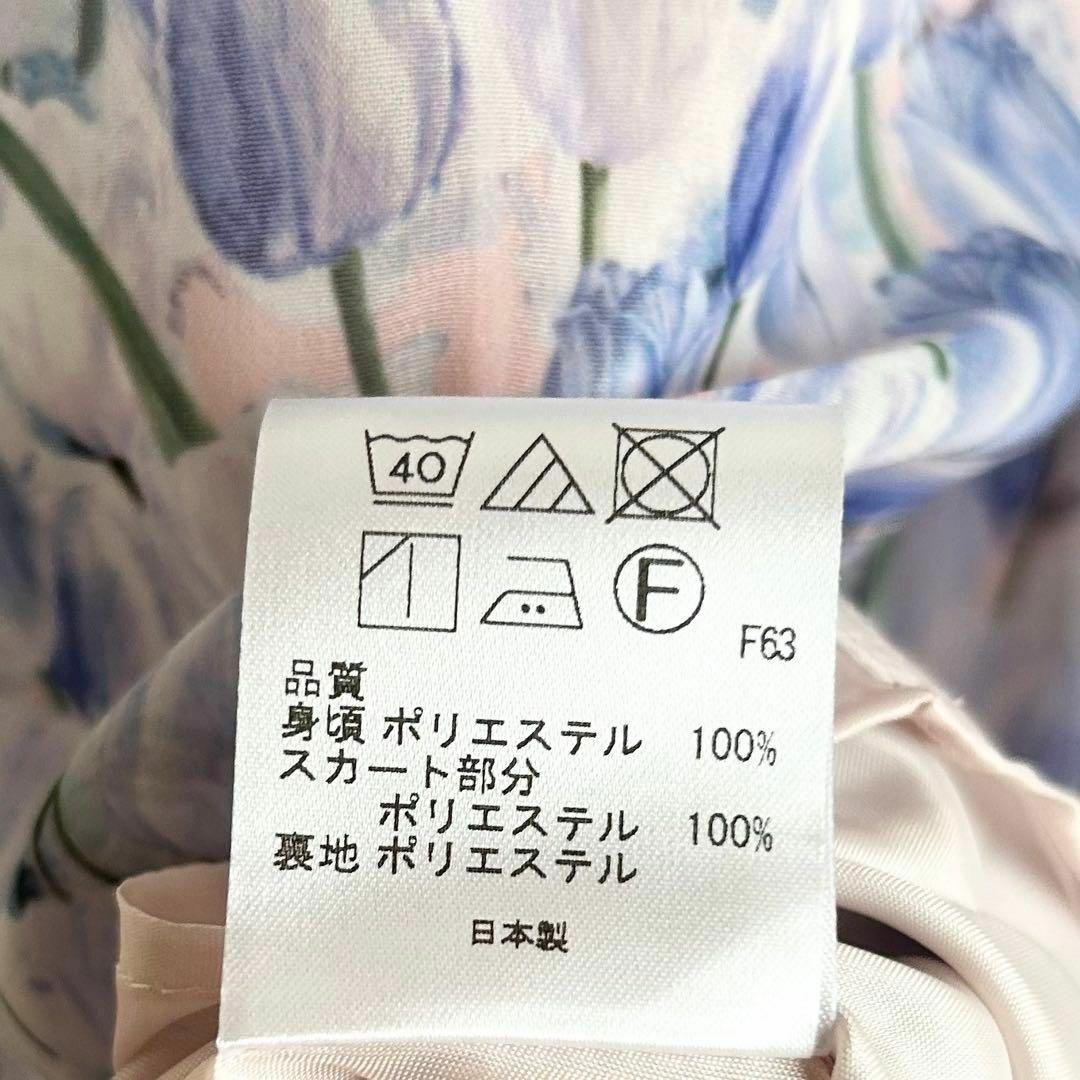 40
F
F63
品質
身頃 ポリエステル 100%
スカート部分
ポリエステル 100%
裏地 ポリエステル
日本製